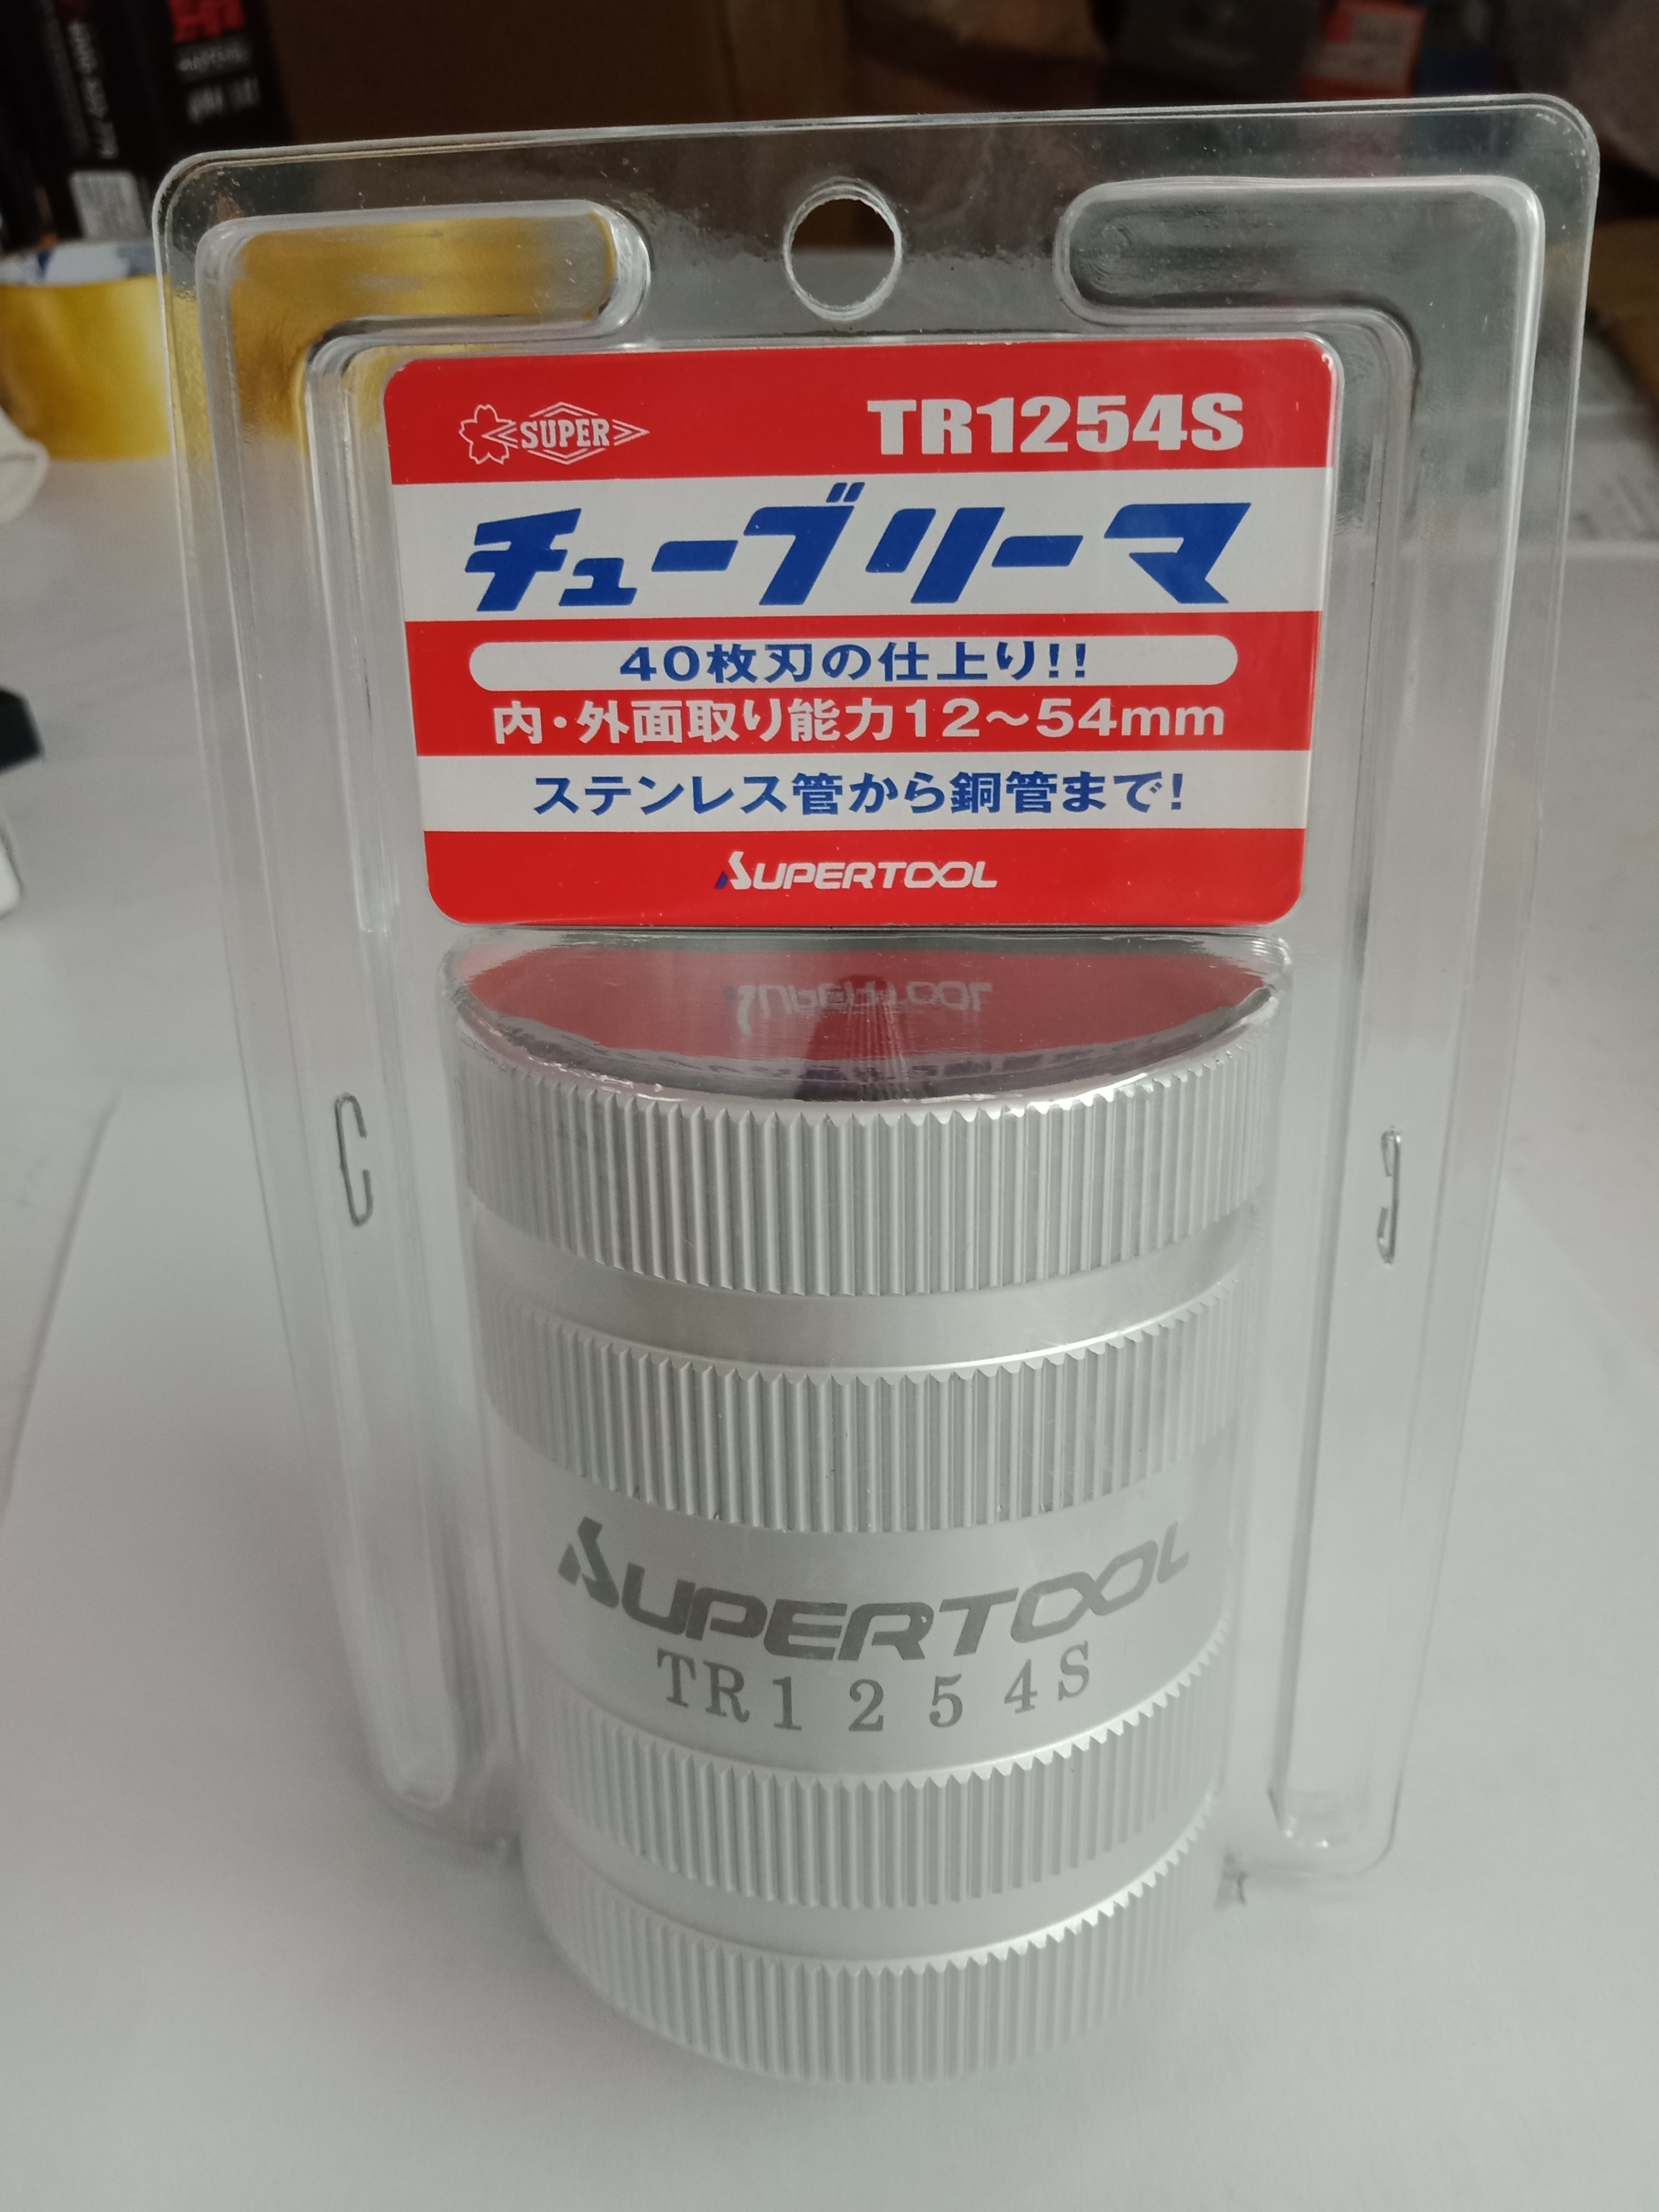 SUPER
TR1254S
チューブリーマ
40枚刃の仕上り!!
内・外面取り能力12～54mm
ステンレス管から銅管まで!
SUPERTOOL
SUPERTOOL
TR1254S